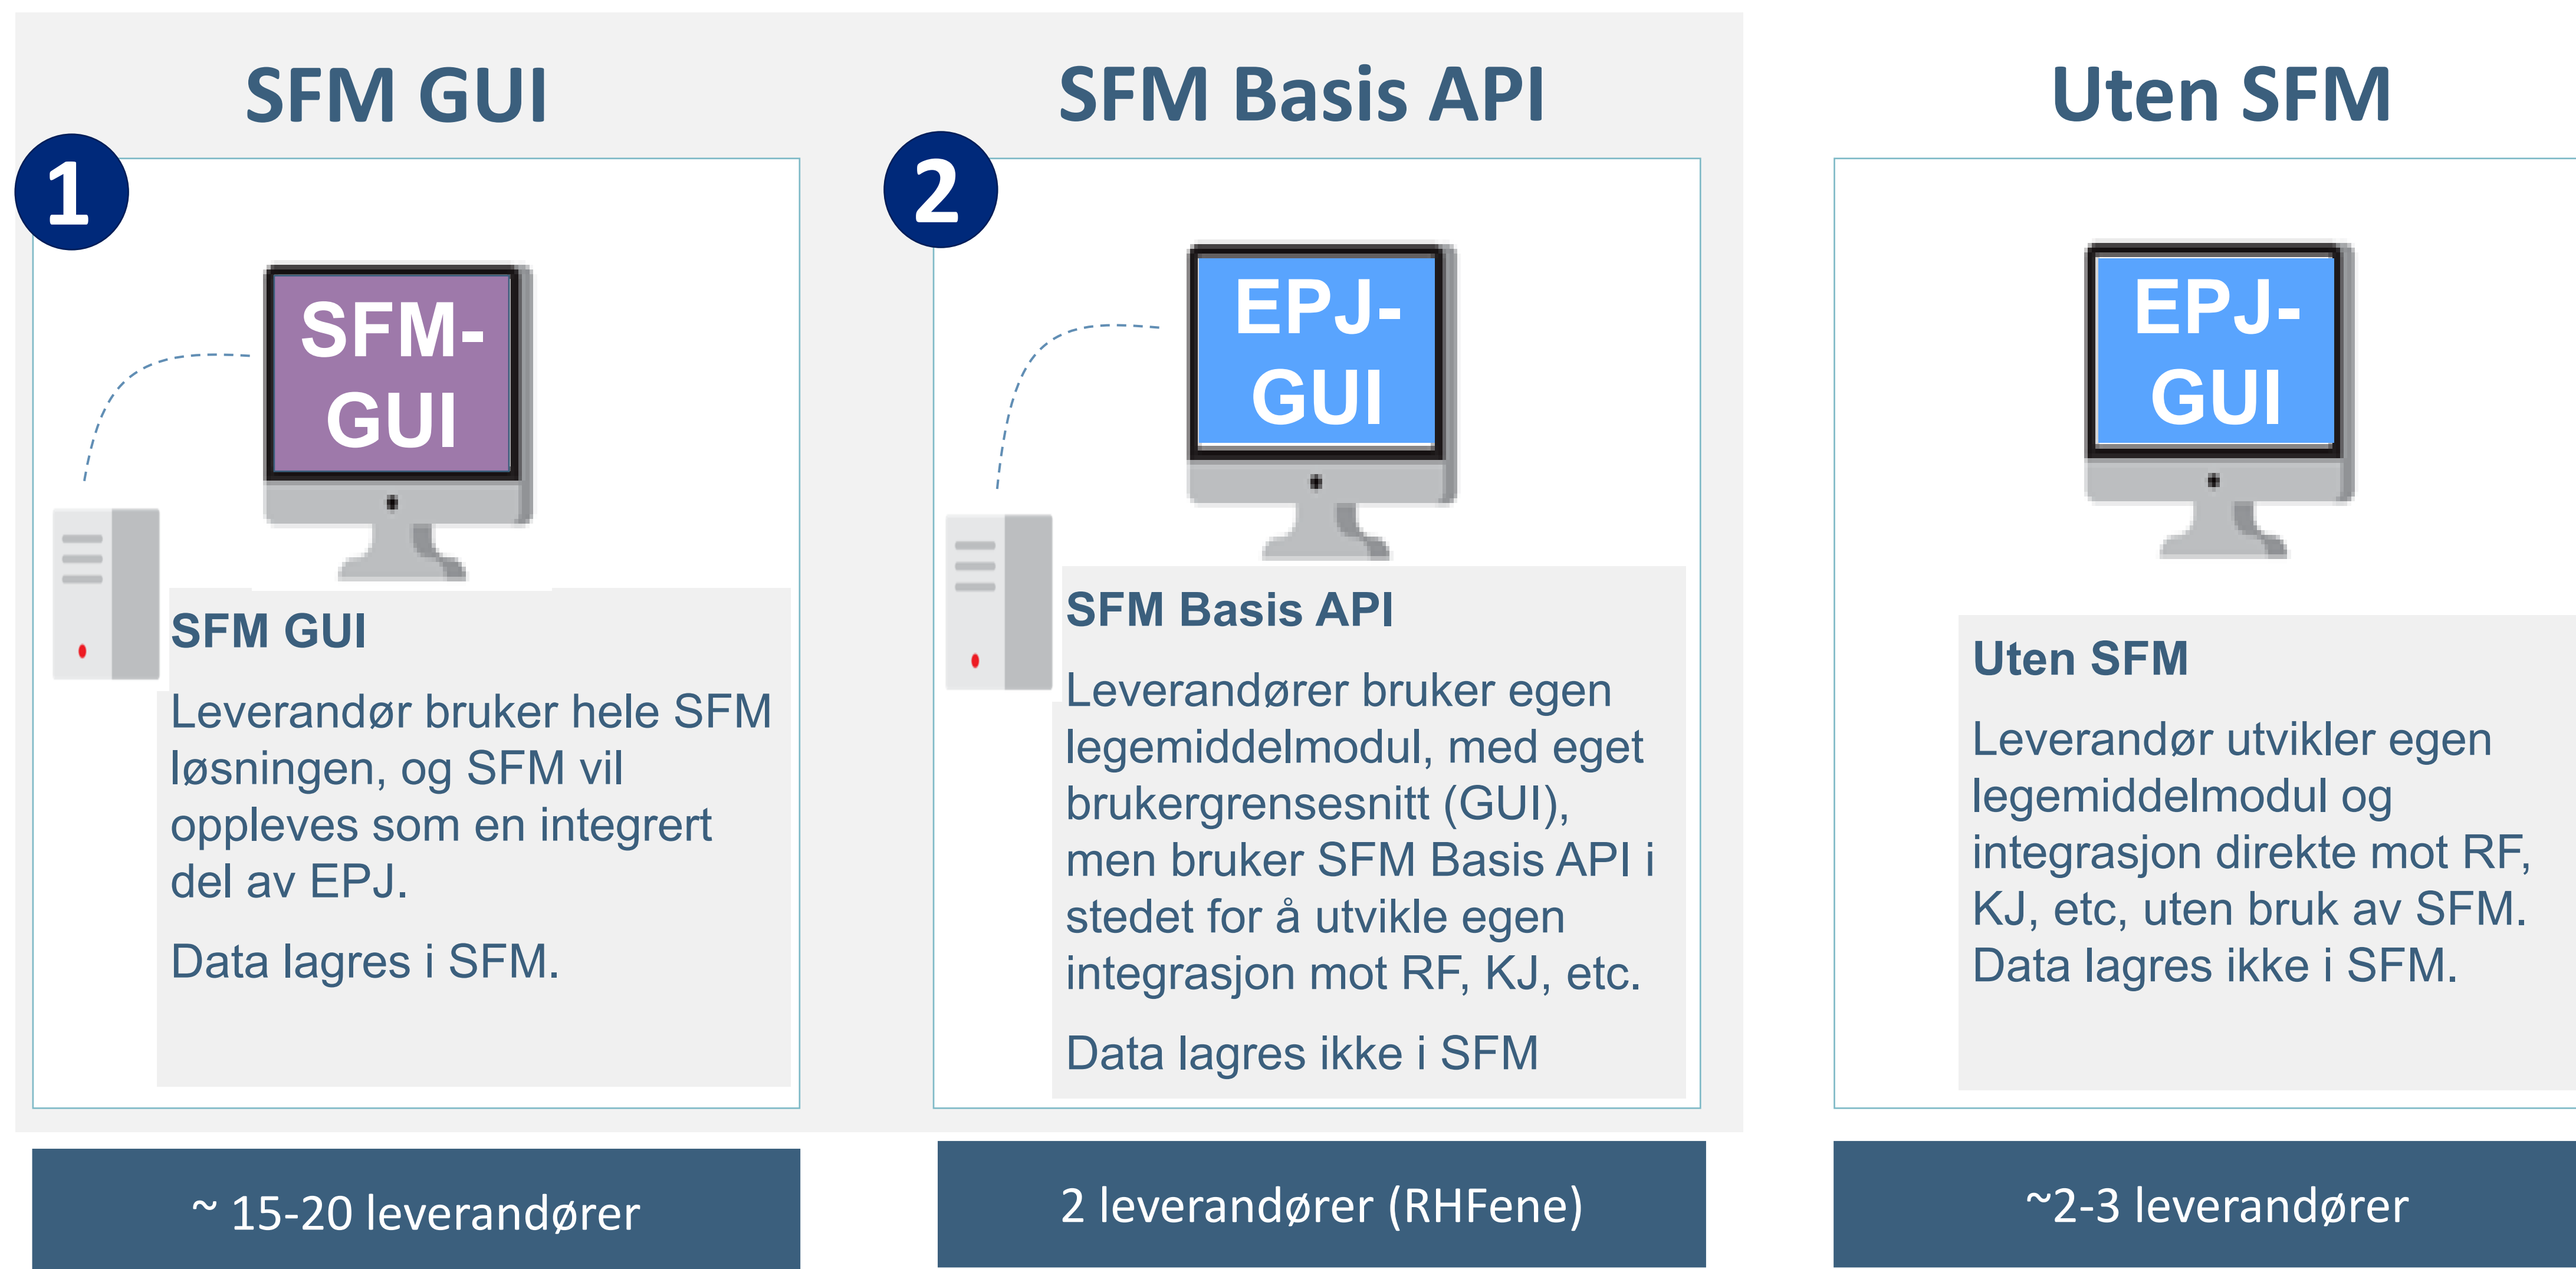 SFM GUI
1
SFM-
GUI
SFM GUI
Leverandør bruker hele SFM
løsningen, og SFM vil
oppleves som en integrert
del av EPJ.
Data lagres i SFM.
~ 15-20 leverandører
SFM Basis API
2
EPJ-
GUI
SFM Basis API
Leverandører bruker egen
legemiddelmodul, med eget
brukergrensesnitt (GUI),
men bruker SFM Basis API i
stedet for å utvikle egen
integrasjon mot RF, KJ, etc.
Data lagres ikke i SFM
2 leverandører (RHFene)
Uten SFM
EPJ-
GUI
Uten SFM
Leverandør utvikler egen
legemiddelmodul og
integrasjon direkte mot RF,
KJ, etc, uten bruk av SFM.
Data lagres ikke i SFM.
~2-3 leverandører